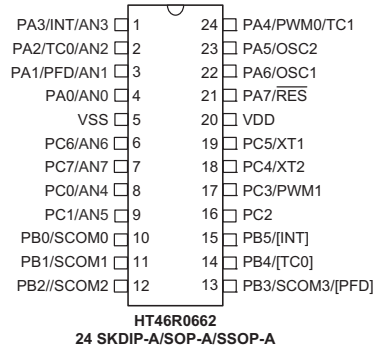 PA3/INT/AN3 1 24 PA4/PWM0/TC1
PA2/TC0/AN2 2 23 PA5/OSC2
PA1/PFD/AN1 3 22 PA6/OSC1
PA0/AN0 4 21 PA7/RES
VSS 5 20 VDD
PC6/AN6 6 19 PC5/XT1
PC7/AN7 7 18 PC4/XT2
PC0/AN4 8 17 PC3/PWM1
PC1/AN5 9 16 PC2
PB0/SCOM0 10 15 PB5/[INT]
PB1/SCOM1 11 14 PB4/[TC0]
PB2//SCOM2 12 13 PB3/SCOM3/[PFD]
HT46R0662
24 SKDIP-A/SOP-A/SSOP-A